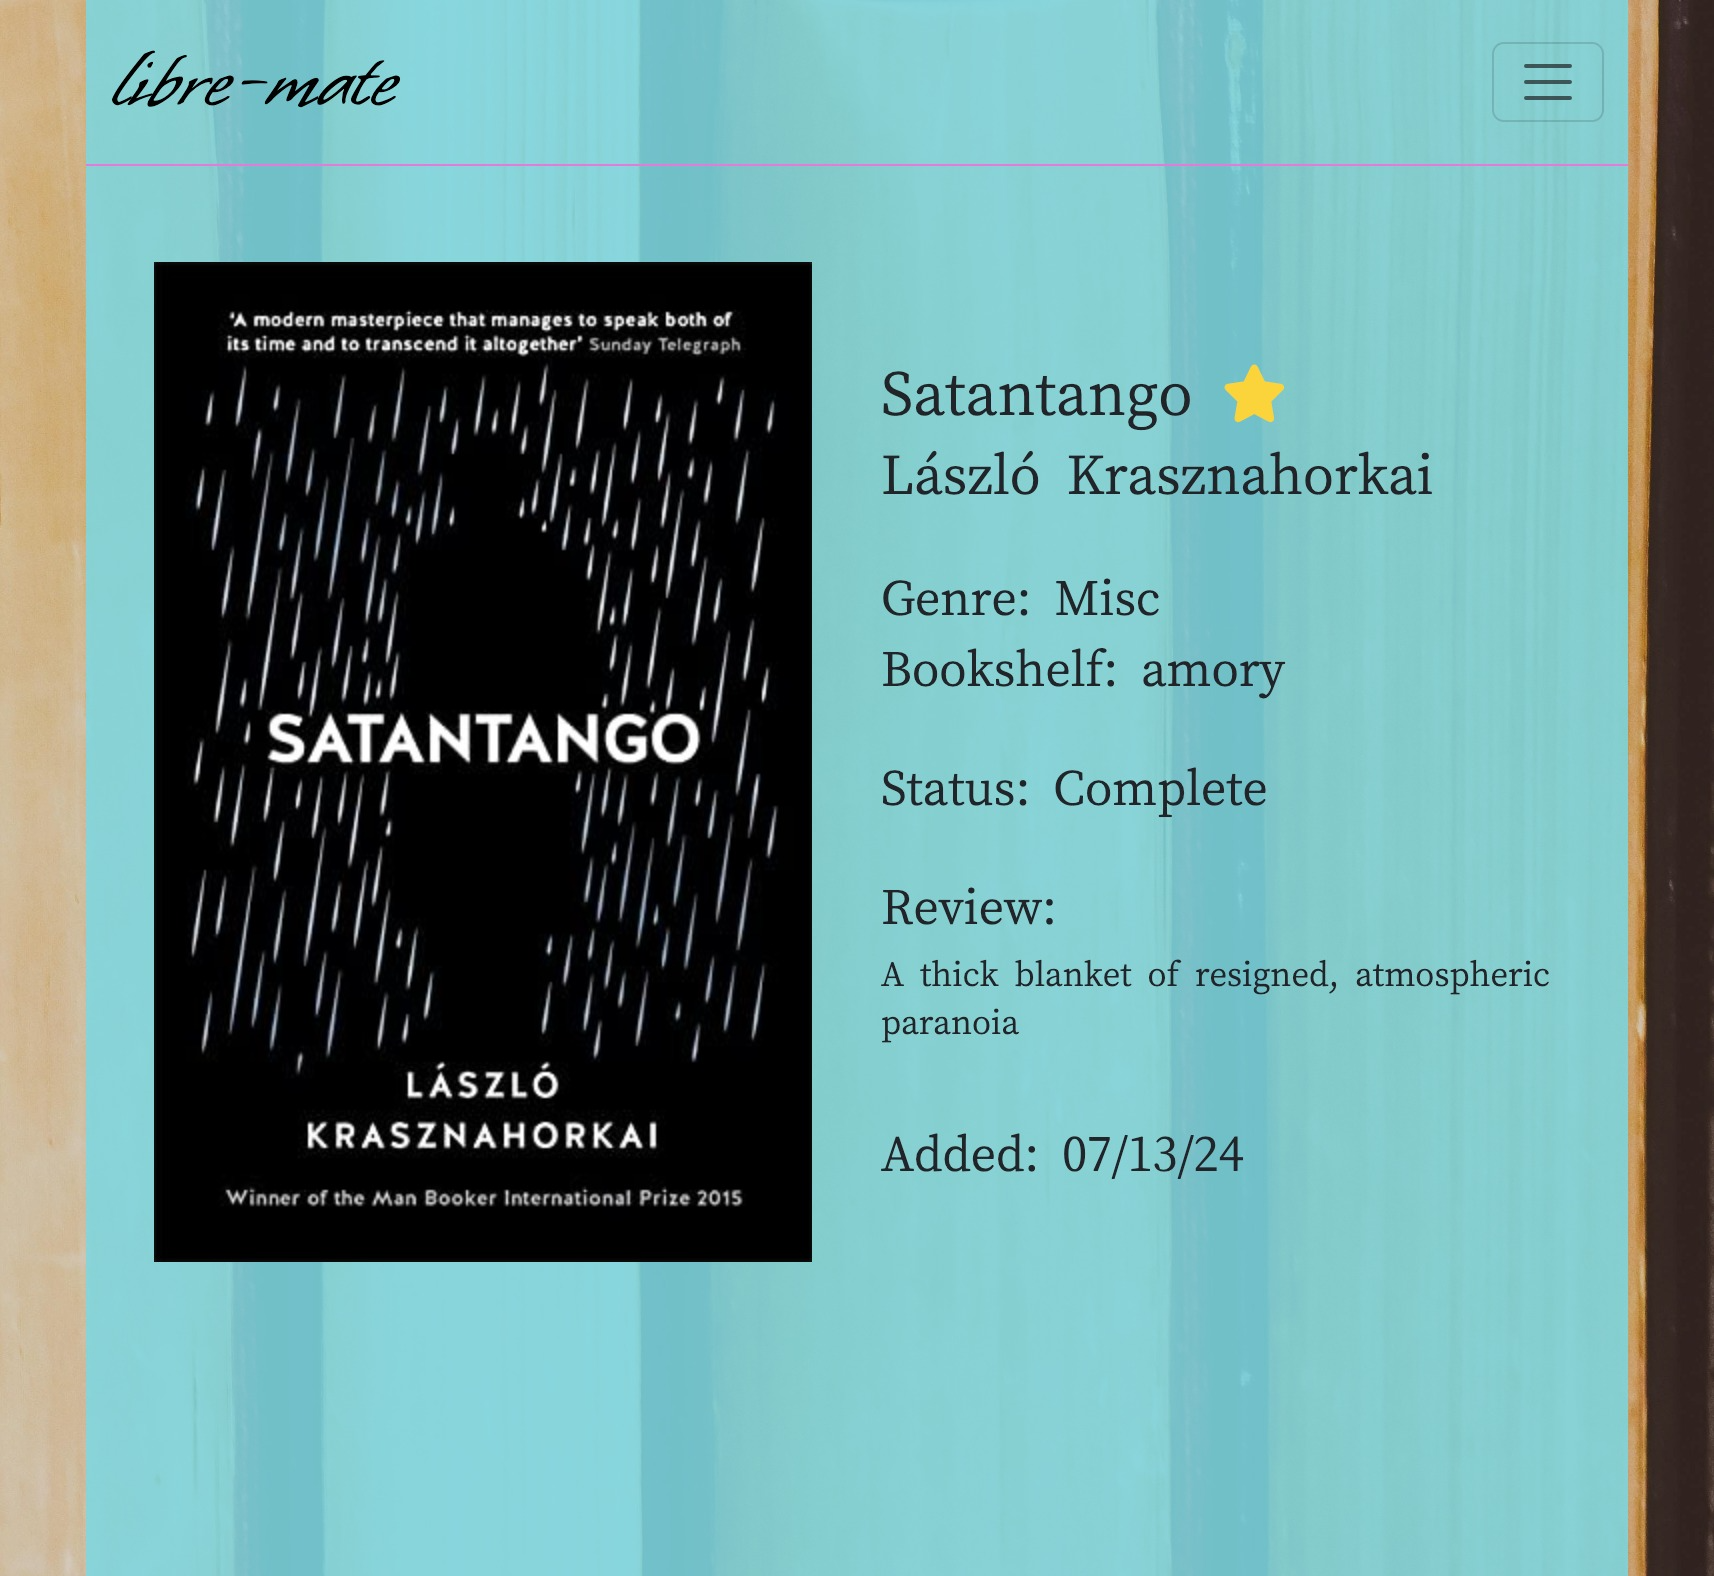 libre-mate
‘A modern masterpiece that manages to speak both of
its time and to transcend it altogether’ Sunday Telegraph
SATANTANGO
LÁSZLÓ
KRASZNAHORKAI
Winner of the Man Booker International Prize 2015
Satantango
László Krasznahorkai
Genre: Misc
Bookshelf: amory
Status: Complete
Review:
A thick blanket of resigned, atmospheric
paranoia
Added: 07/13/24